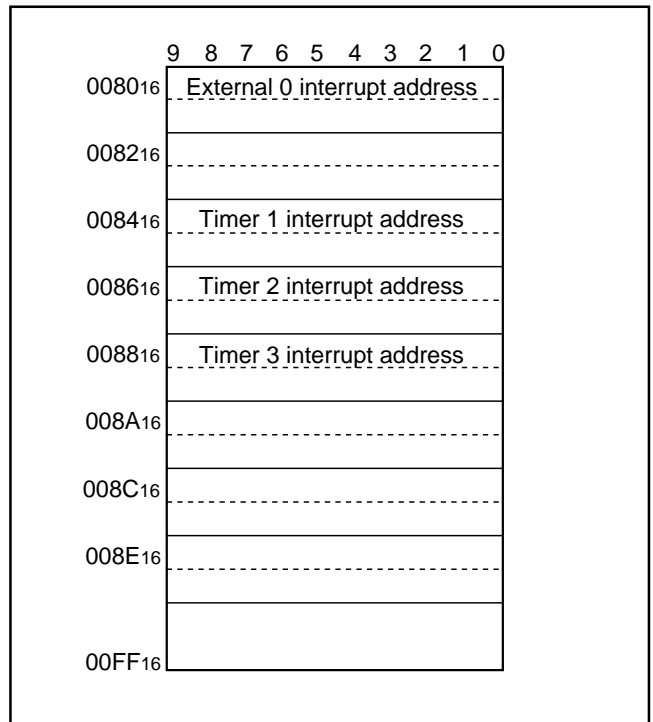 9 8 7 6 5 4 3 2 1 0
0080₁₆ External 0 interrupt address
0082₁₆
0084₁₆ Timer 1 interrupt address
0086₁₆ Timer 2 interrupt address
0088₁₆ Timer 3 interrupt address
008A₁₆
008C₁₆
008E₁₆
00FF₁₆